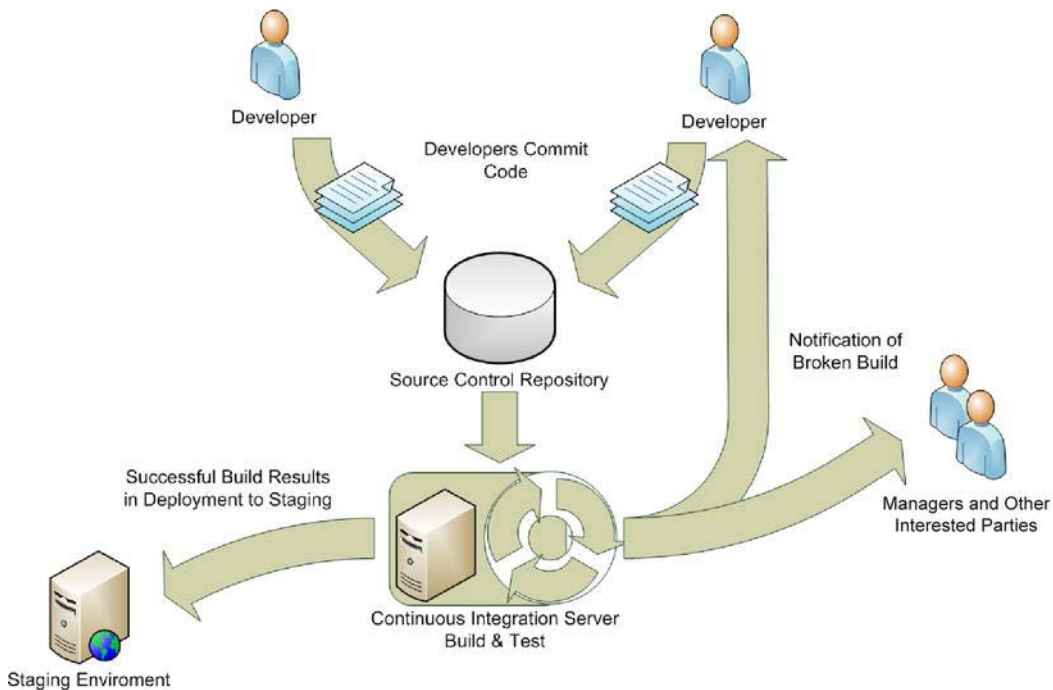 Developer
Developer
Developers Commit
Code
Source Control Repository
Notification of
Broken Build
Successful Build Results
in Deployment to Staging
Managers and Other
Interested Parties
Continuous Integration Server
Build & Test
Staging Enviroment